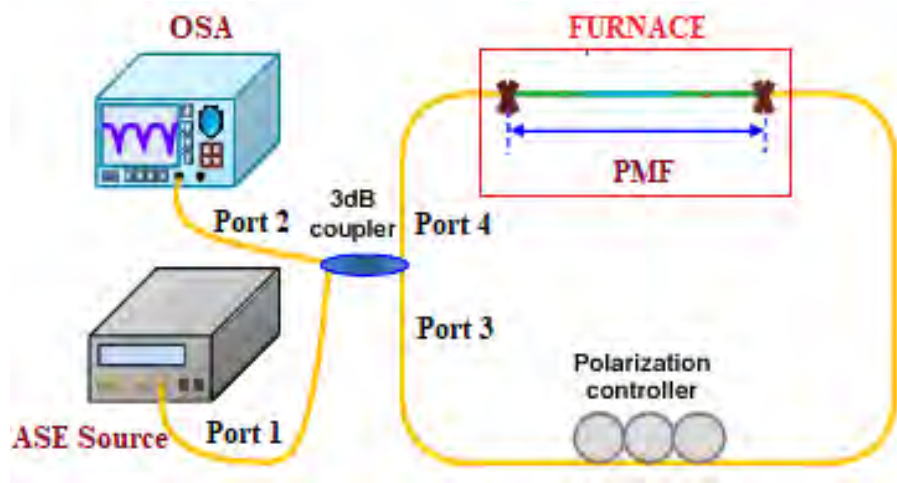 OSA
FURNACE
PMF
3dB
coupler
Port 2
Port 4
Port 3
Polarization
controller
ASE Source
Port 1